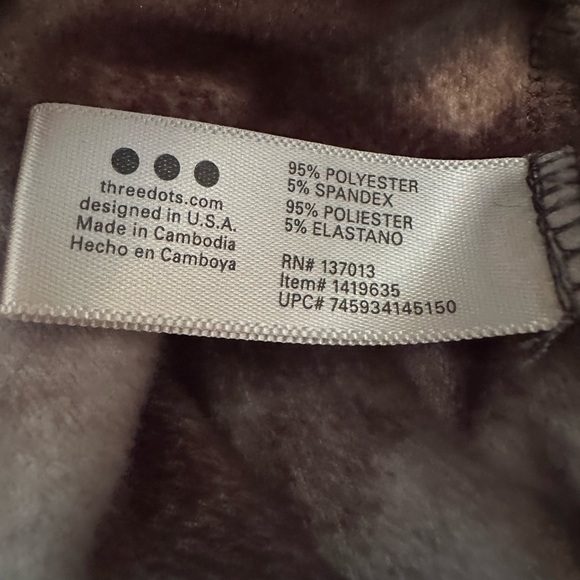 threedots.com
designed in U.S.A.
Made in Cambodia
Hecho en Camboya
95% POLYESTER
5% SPANDEX
95% POLIESTER
5% ELASTANO
RN# 137013
Item# 1419635
UPC# 745934145150